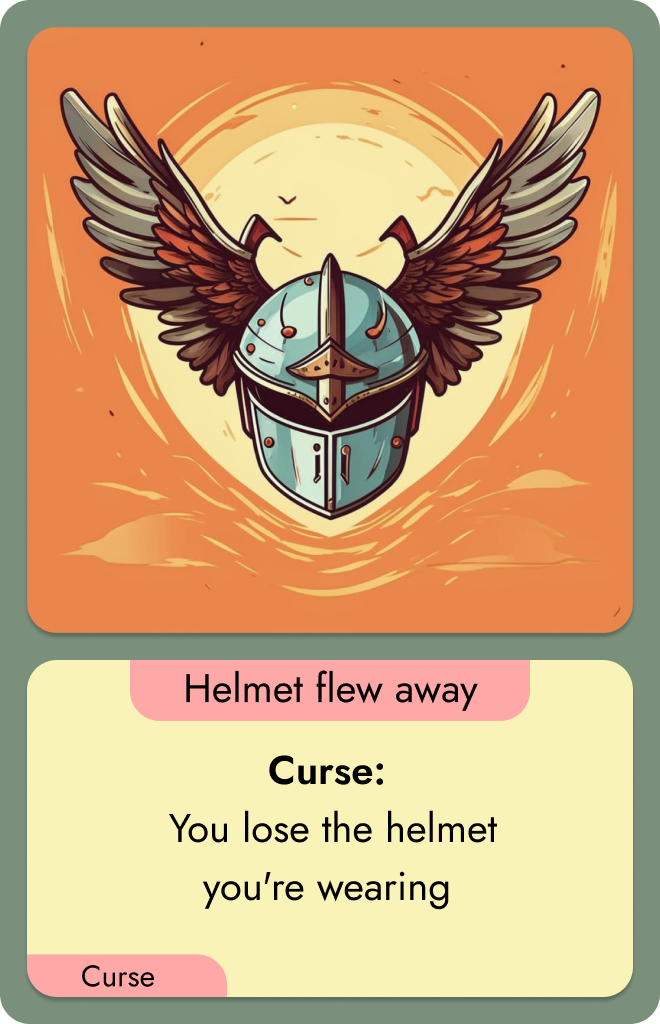 Helmet flew away
Curse:
You lose the helmet
you're wearing
Curse